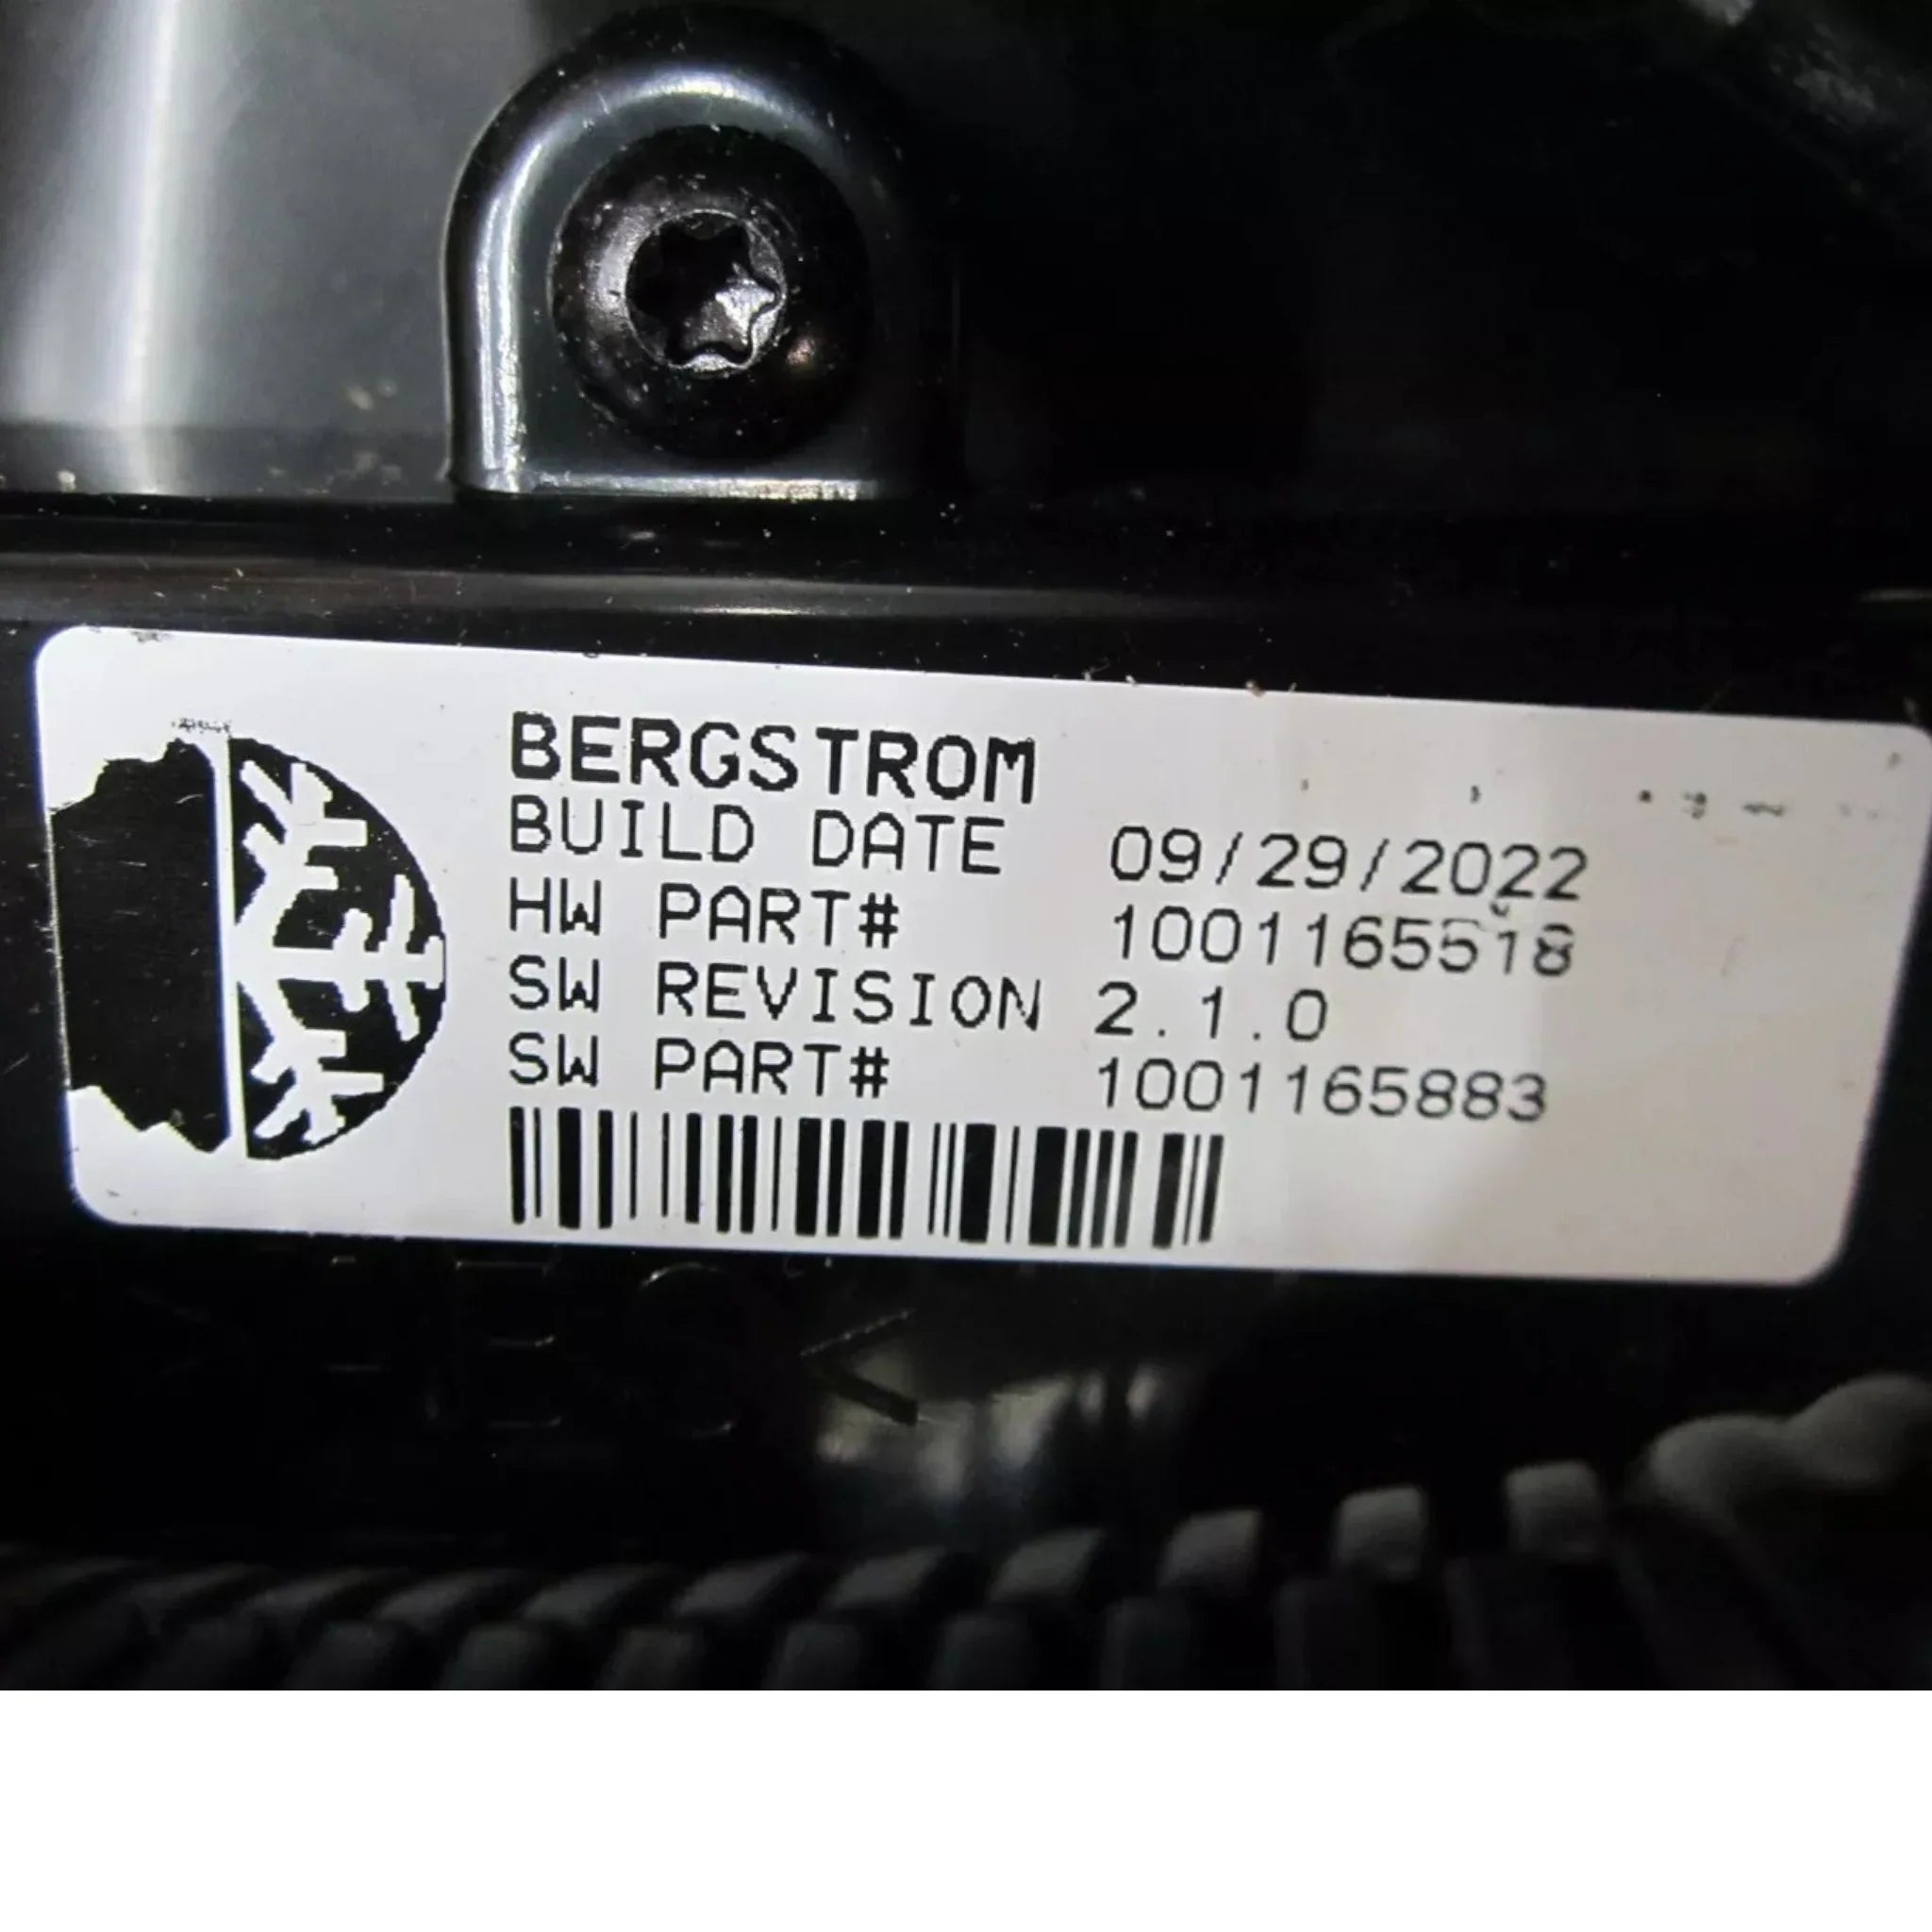 BERGSTROM
BUILD DATE 09/29/2022
HW PART# 1001165518
SW REVISION 2.1.0
SW PART# 1001165883